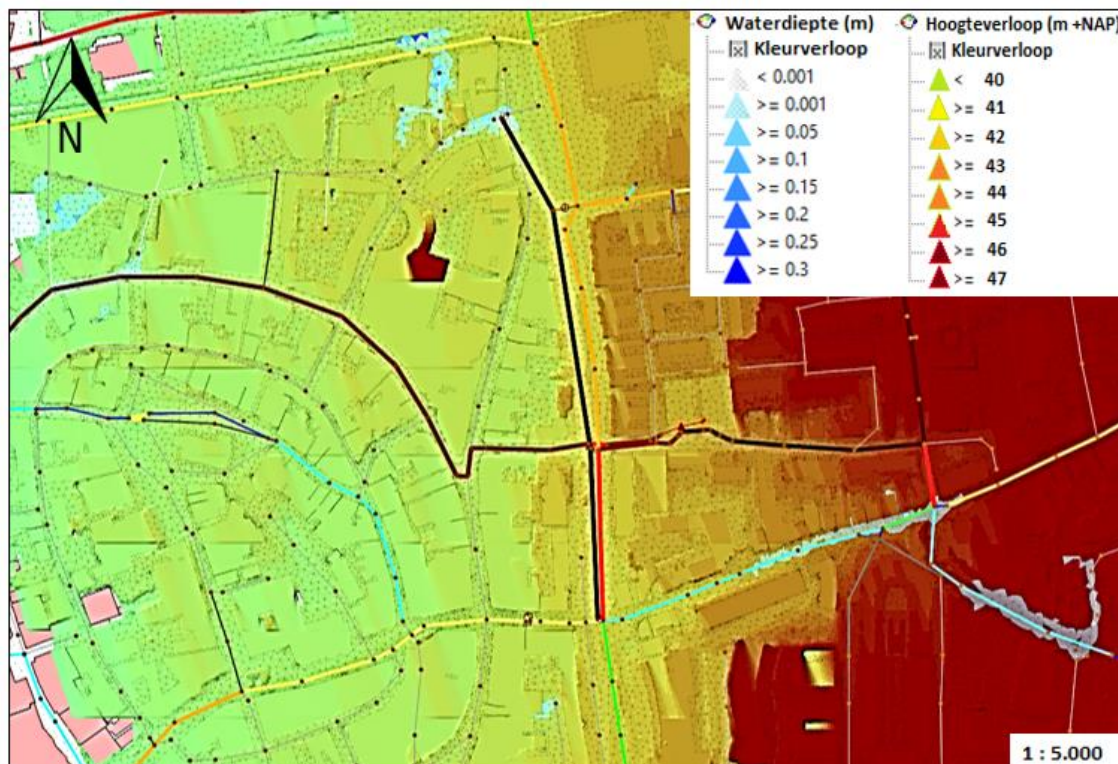 Waterdiepte (m)
Kleurverloop
< 0.001
>= 0.001
>= 0.05
>= 0.1
>= 0.15
>= 0.2
>= 0.25
>= 0.3
Hoogteverloop (m +NAP)
Kleurverloop
< 40
>= 41
>= 42
>= 43
>= 44
>= 45
>= 46
>= 47
N
1 : 5.000